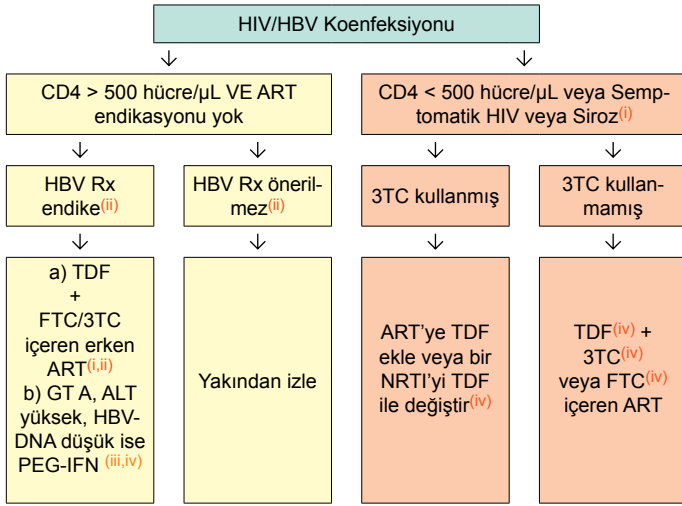 HIV/HBV Koenfeksiyonu
CD4 > 500 hücre/µL VE ART
endikasyonu yok
CD4 < 500 hücre/µL veya Semp-
tomatik HIV veya Siroz(i)
HBV Rx
endike(ii)
HBV Rx öneril-
mez(ii)
3TC kullanmış
3TC kullan-
mamış
a) TDF
+
FTC/3TC
içeren erken
ART(i,ii)
b) GT A, ALT
yüksek, HBV-
DNA düşük ise
PEG-IFN (iii,iv)
Yakından izle
ART’ye TDF
ekle veya bir
NRTI’yi TDF
ile değiştir(iv)
TDF(iv) +
3TC(iv)
veya FTC(iv)
içeren ART